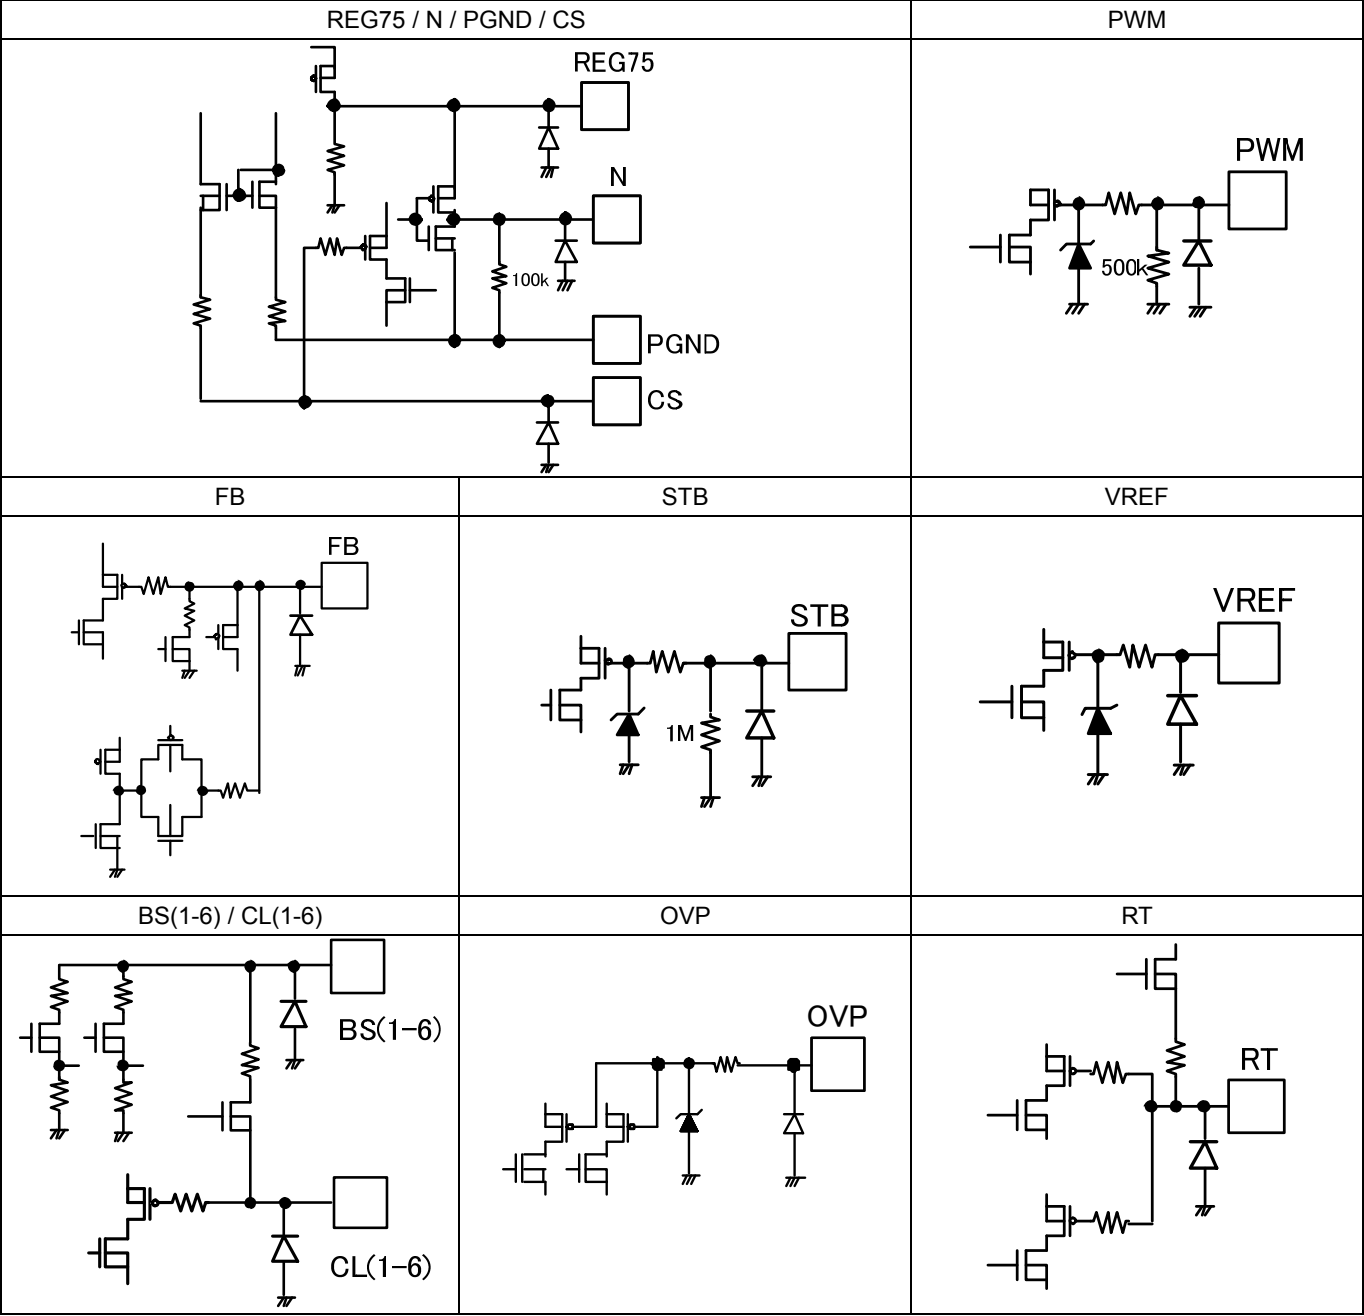 REG75 / N / PGND / CS
PWM
REG75
N
100k
PGND
CS
PWM
500k
FB
STB
VREF
FB
STB
1M
VREF
BS(1-6) / CL(1-6)
OVP
RT
BS(1-6)
CL(1-6)
OVP
RT